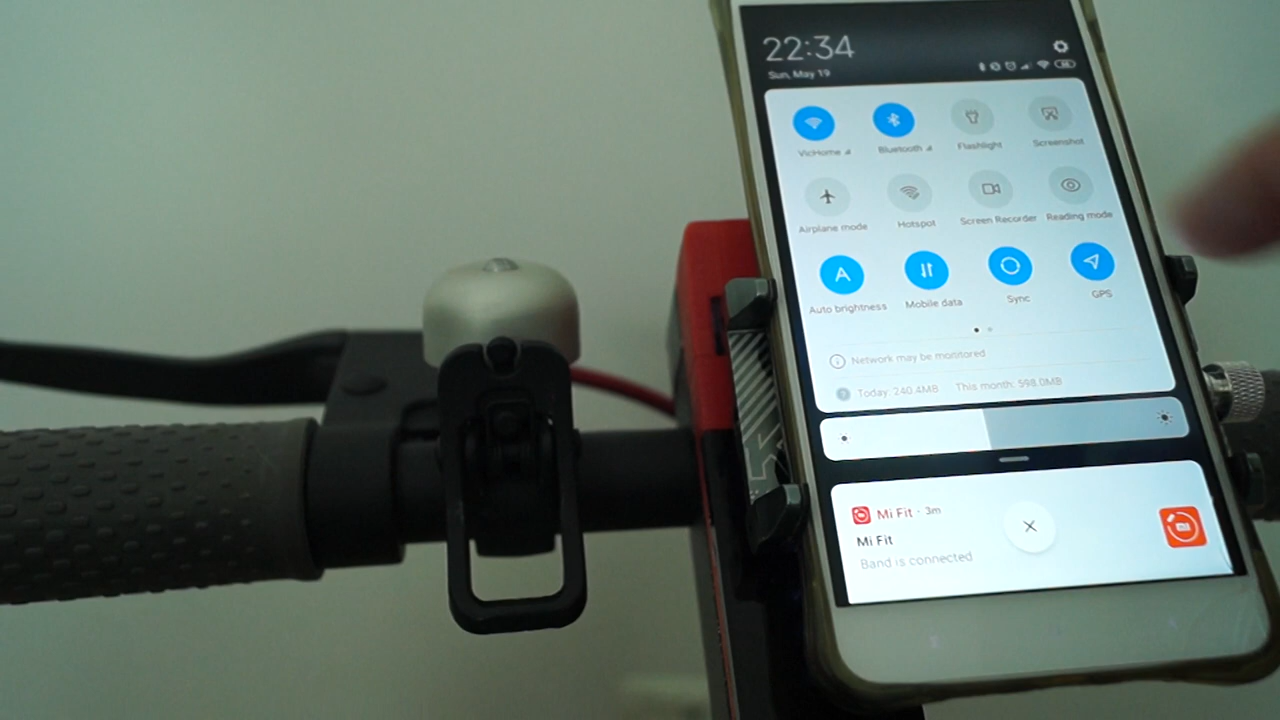 22:34
Sun, May 19
VicHome
Bluetooth
Flashlight
Screenshot
Airplane mode
Hotspot
Screen Recorder
Reading mode
A
Auto brightness
Mobile data
Sync
GPS
Network may be monitored
Today: 240.4MB This month: 598.0MB
Mi Fit · 3m
Mi Fit
Band is connected